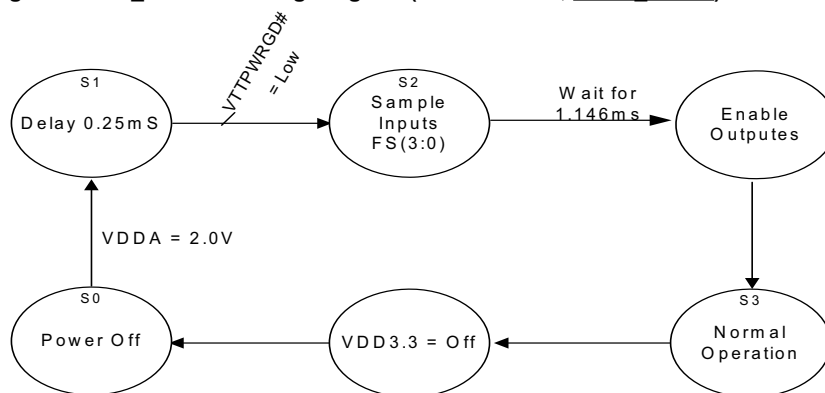 S1
Delay 0.25mS
VTTPWRGD#
= Low
S2
Sample
Inputs
FS(3:0)
Wait for
1.146ms
Enable
Outputes
VDDA = 2.0V
S0
Power Off
VDD3.3 = Off
S3
Normal
Operation